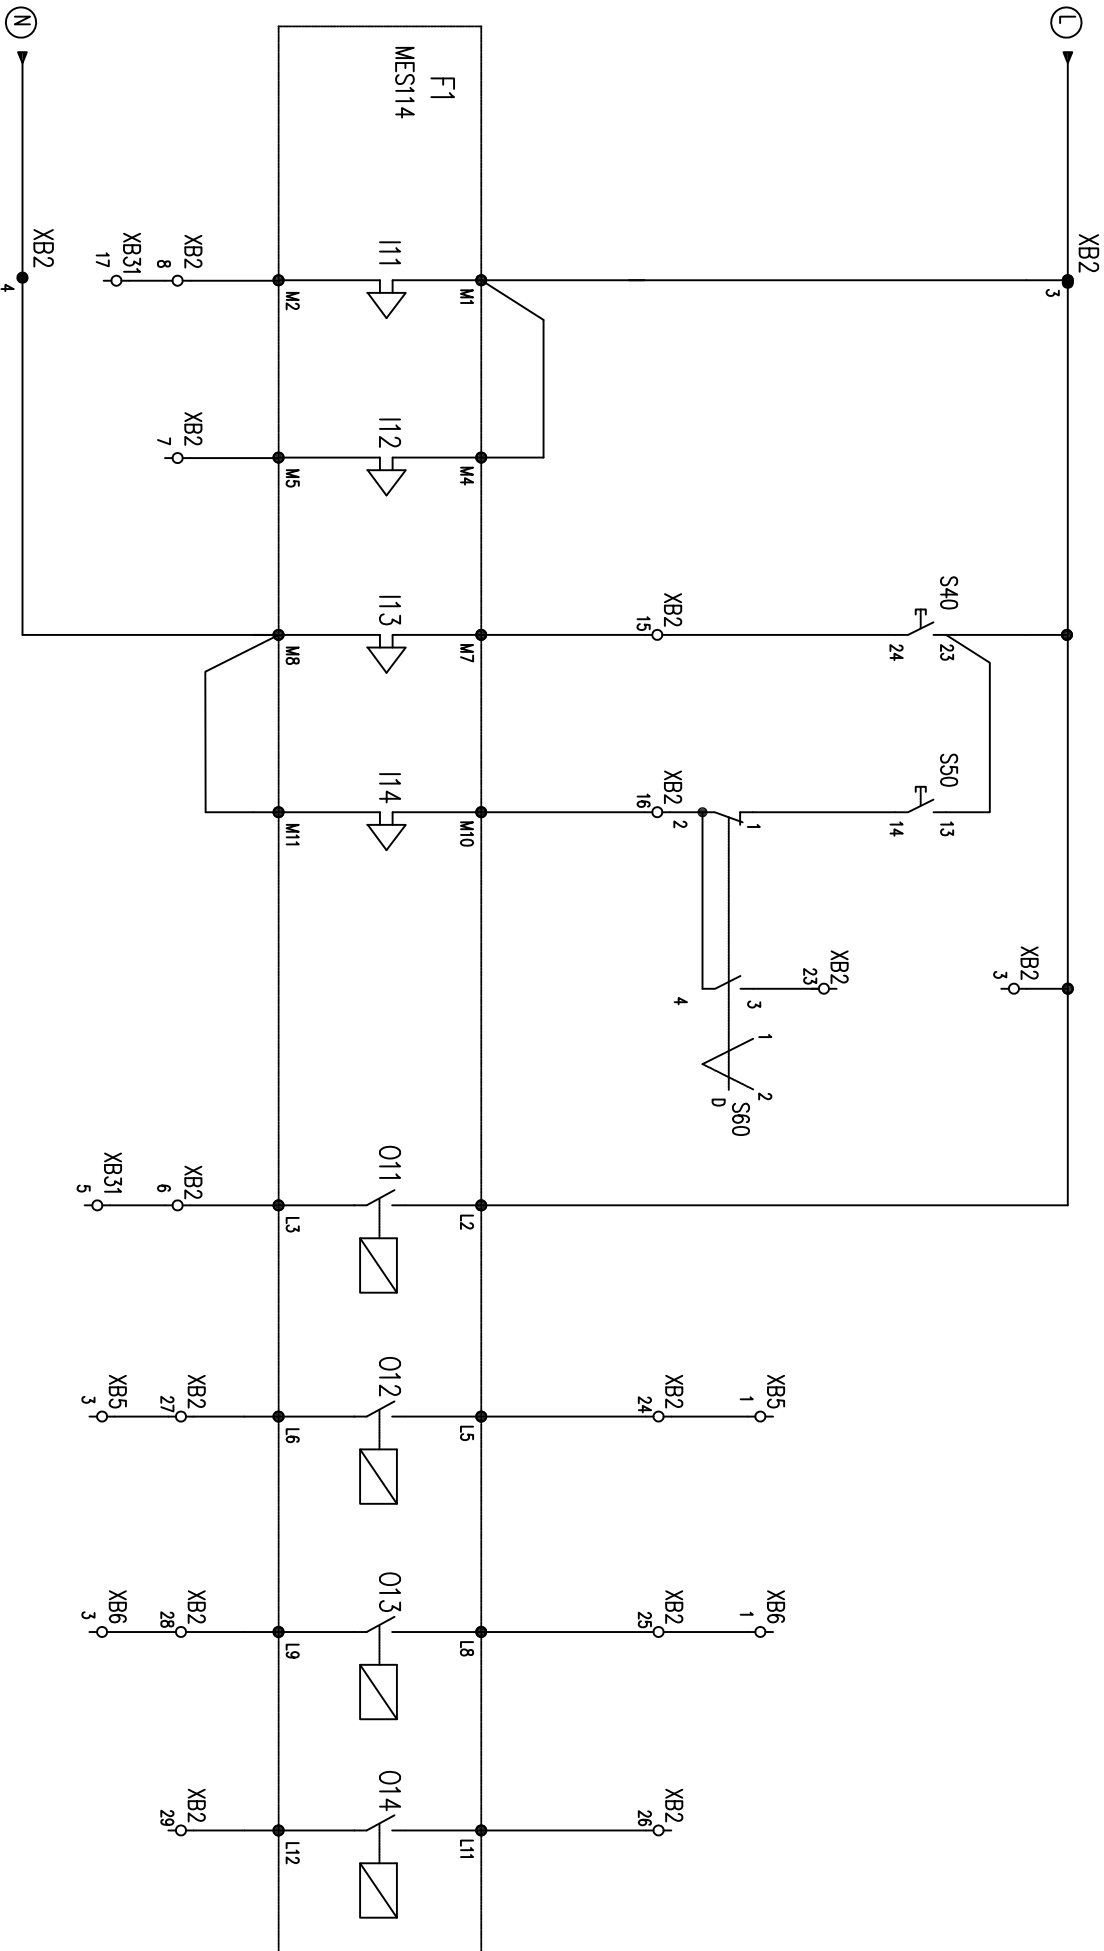 L
XB2
3
XB2
3
S40
23
24
S50
13
14
XB2
23
1
3
4
1
2
S60
D
XB2
15
XB2
16
2
XB5
1
XB2
24
XB6
1
XB2
25
XB2
26
F1
MES114
M1
M4
M7
M10
L2
L5
L8
L11
I11
I12
I13
I14
O11
O12
O13
O14
M2
M5
M8
M11
L3
L6
L9
L12
XB2
8
XB31
17
XB2
7
XB2
6
XB31
5
XB2
27
XB5
3
XB2
28
XB6
3
XB2
29
N
XB2
4